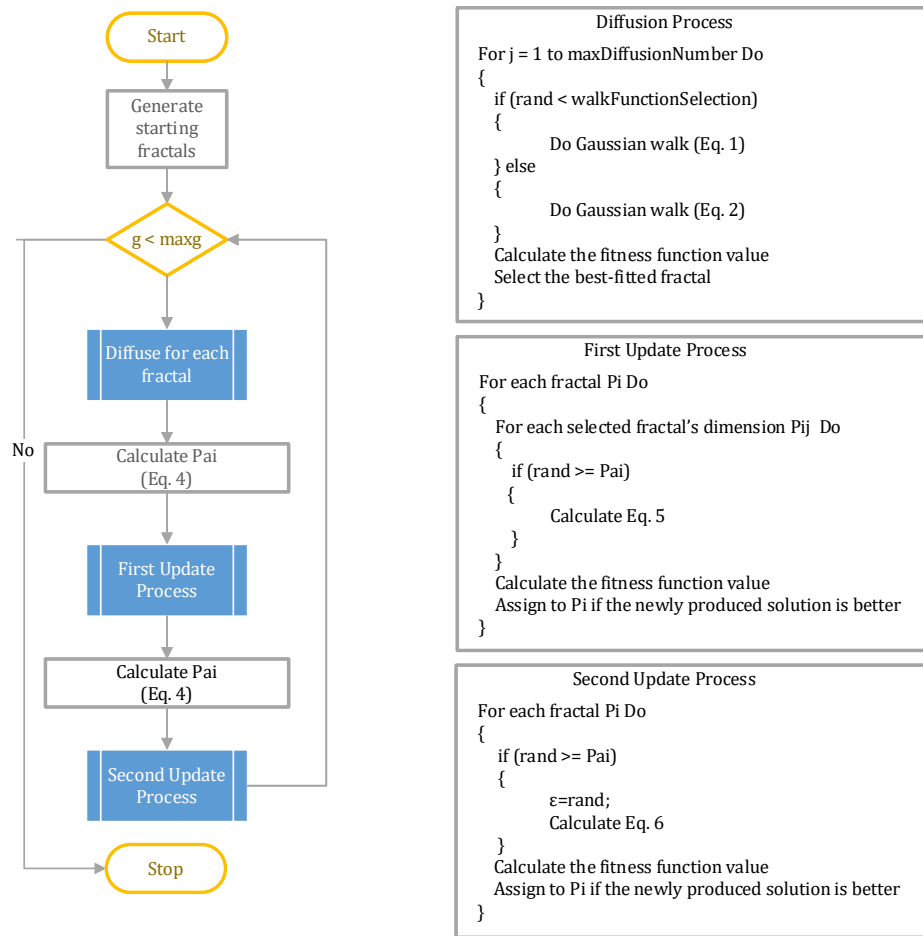 Start
Generate
starting
fractals
g < maxg
Diffuse for each
fractal
No
Calculate Pai
(Eq. 4)
First Update
Process
Calculate Pai
(Eq. 4)
Second Update
Process
Stop
Diffusion Process
For j = 1 to maxDiffusionNumber Do
{
if (rand < walkFunctionSelection)
{
Do Gaussian walk (Eq. 1)
} else
{
Do Gaussian walk (Eq. 2)
}
Calculate the fitness function value
Select the best-fitted fractal
}
First Update Process
For each fractal Pi Do
{
For each selected fractal’s dimension Pij Do
{
if (rand >= Pai)
{
Calculate Eq. 5
}
}
Calculate the fitness function value
Assign to Pi if the newly produced solution is better
}
Second Update Process
For each fractal Pi Do
{
if (rand >= Pai)
{
ε=rand;
Calculate Eq. 6
}
Calculate the fitness function value
Assign to Pi if the newly produced solution is better
}